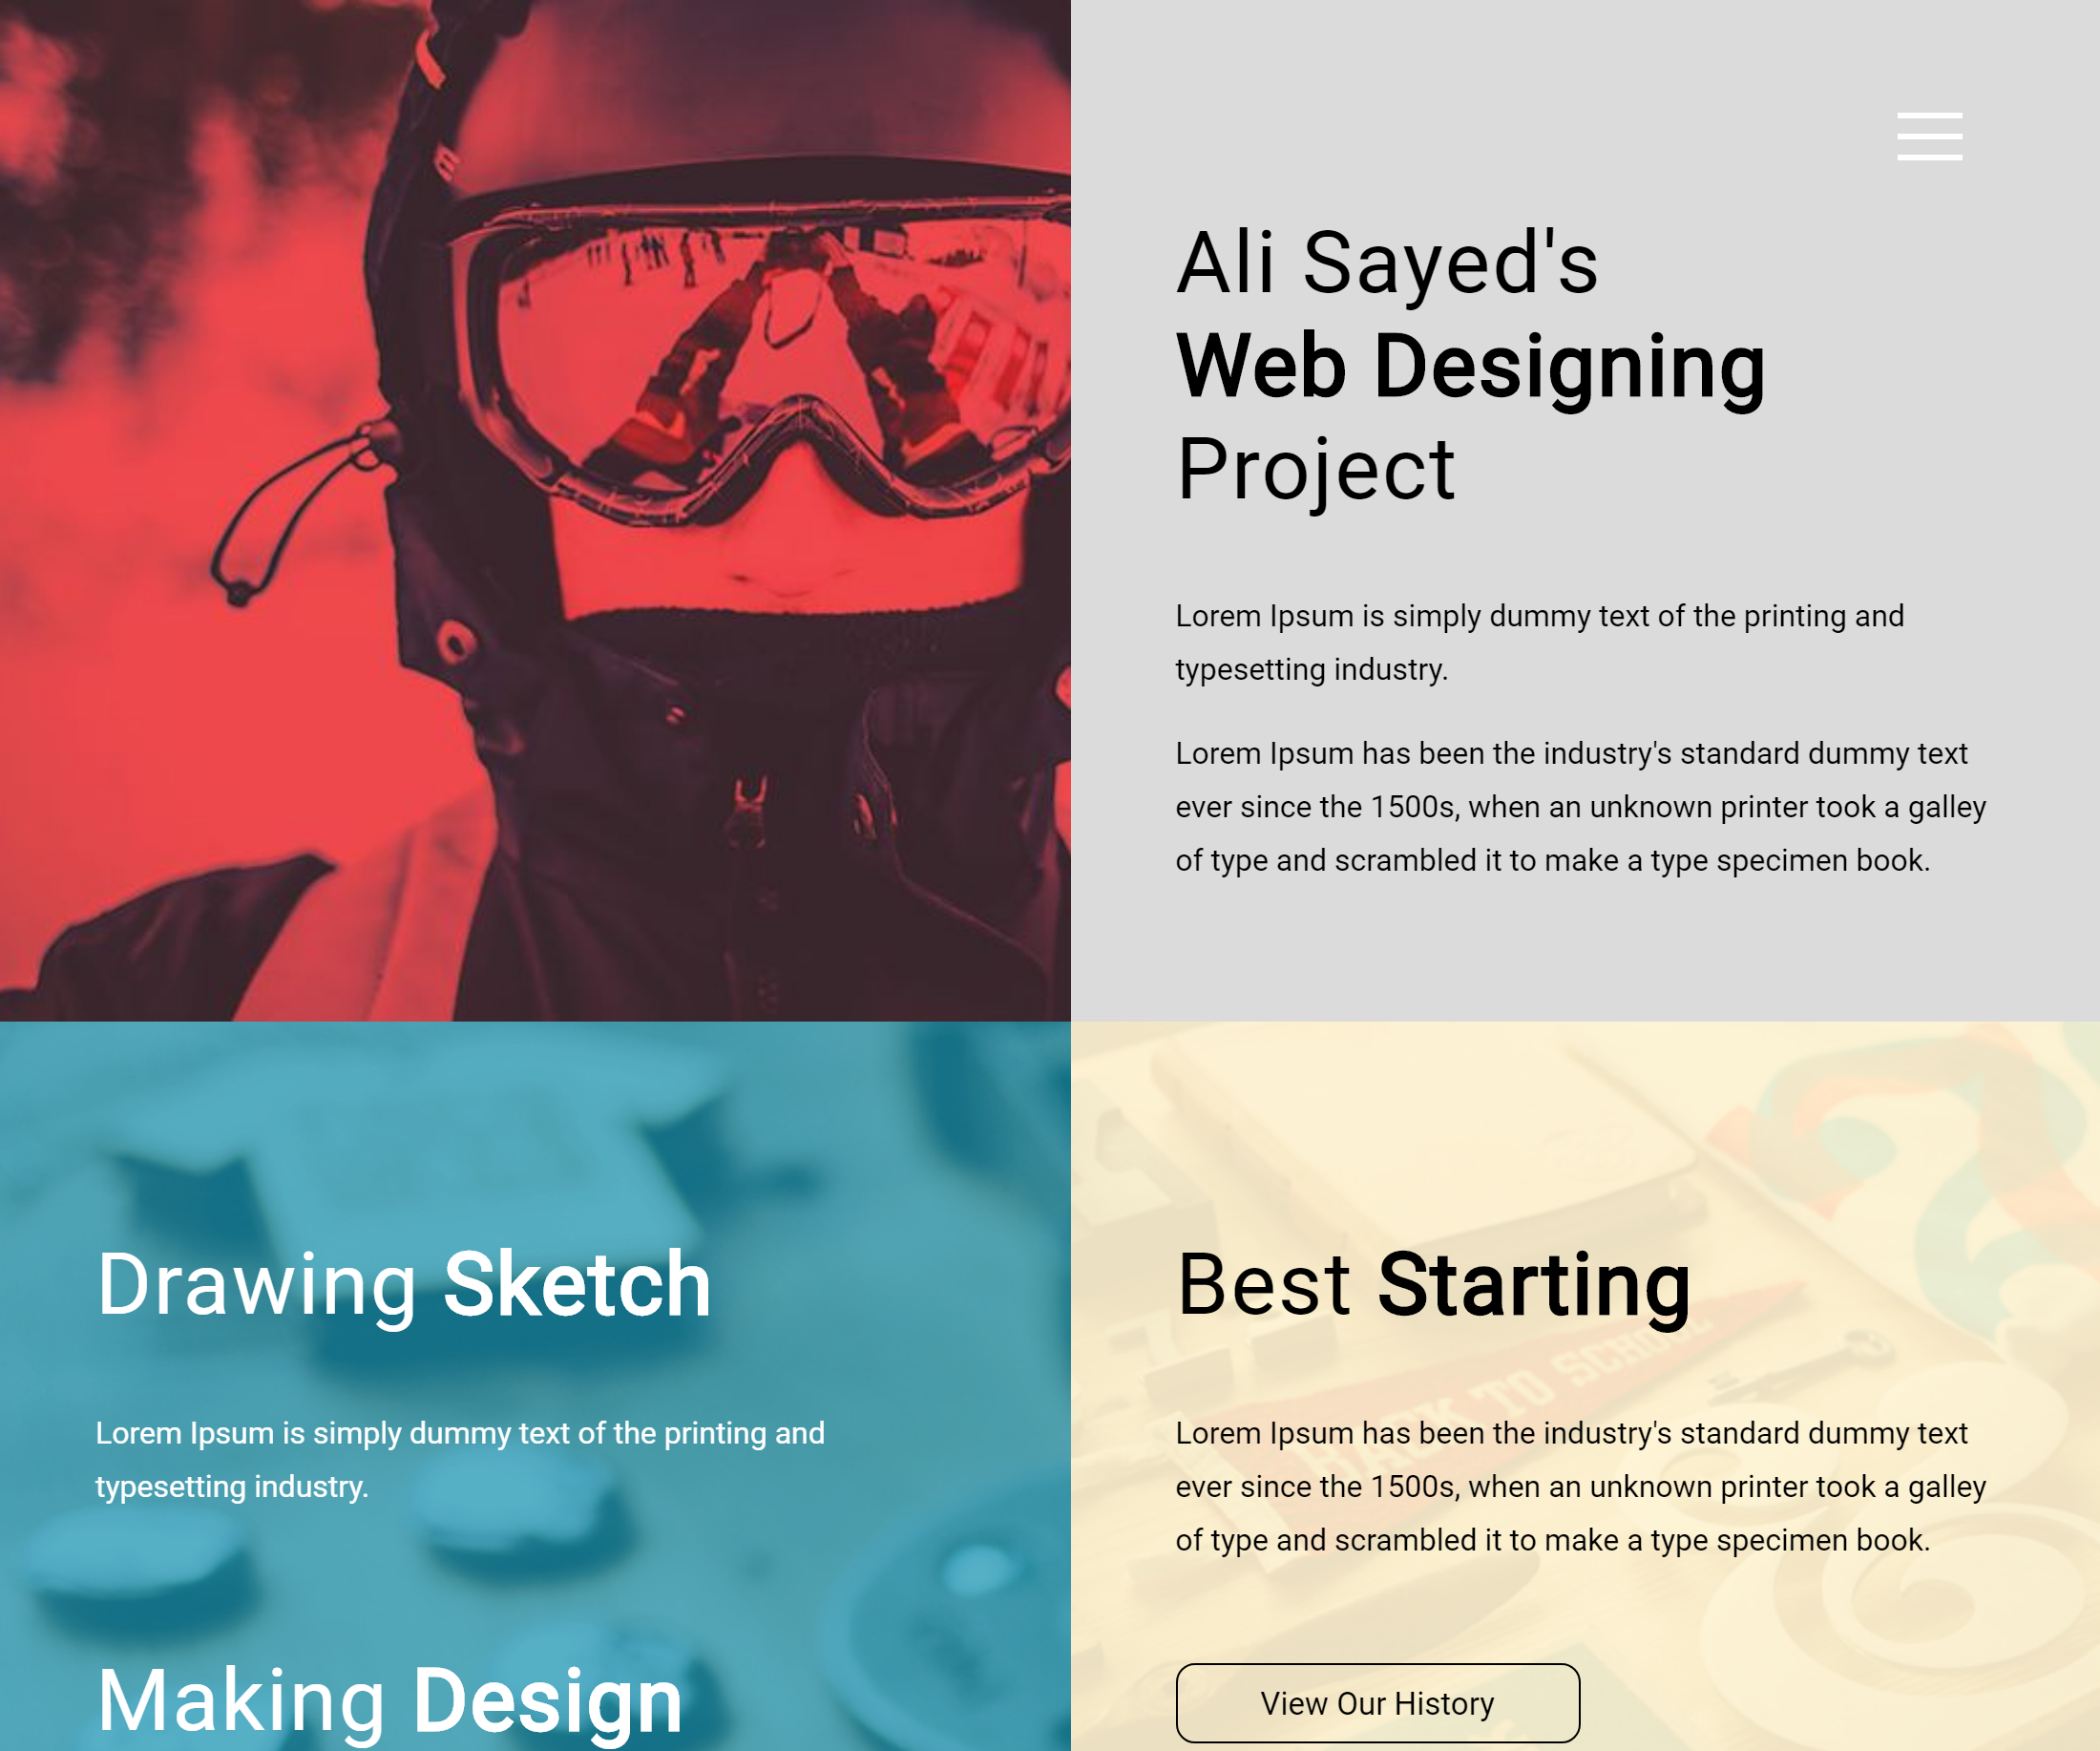 Ali Sayed's
Web Designing
Project
Lorem Ipsum is simply dummy text of the printing and
typesetting industry.
Lorem Ipsum has been the industry's standard dummy text
ever since the 1500s, when an unknown printer took a galley
of type and scrambled it to make a type specimen book.
Drawing Sketch
Lorem Ipsum is simply dummy text of the printing and
typesetting industry.
Making Design
Best Starting
BACK TO SCHOOL
Lorem Ipsum has been the industry's standard dummy text
ever since the 1500s, when an unknown printer took a galley
of type and scrambled it to make a type specimen book.
View Our History